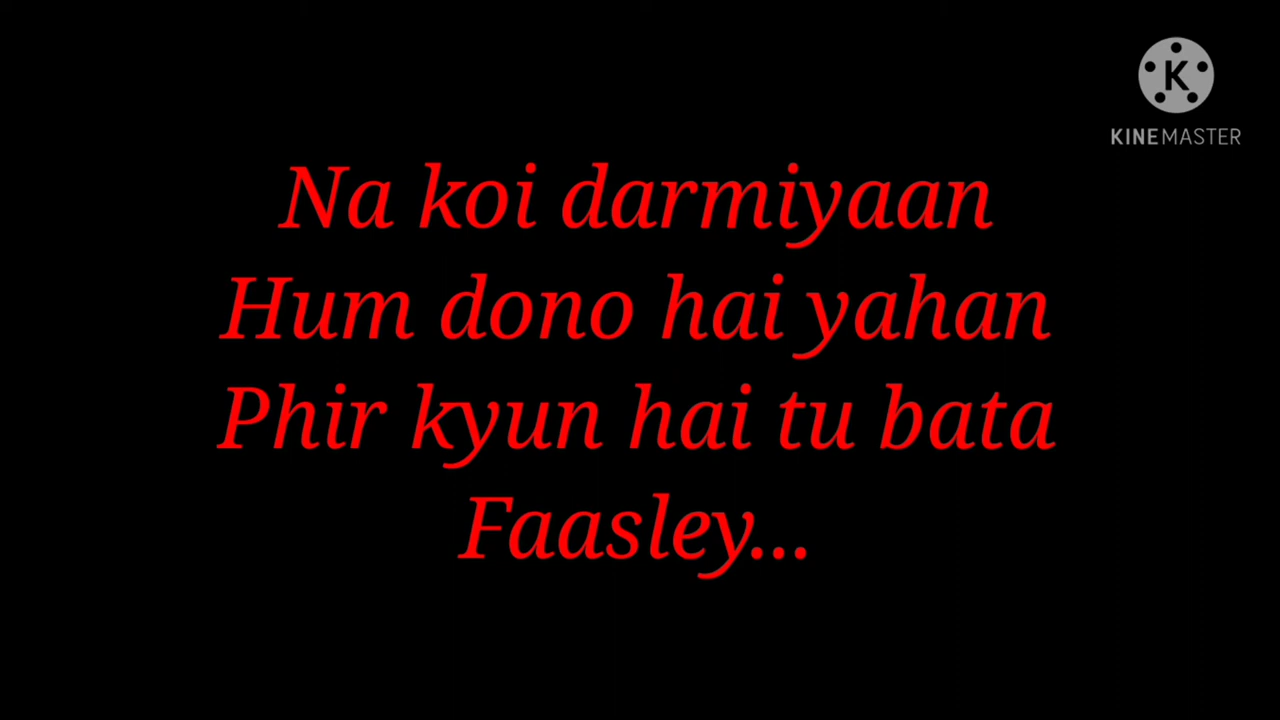 K
KINEMASTER
Na koi darmiyaan
Hum dono hai yahan
Phir kyun hai tu bata
Faasley...